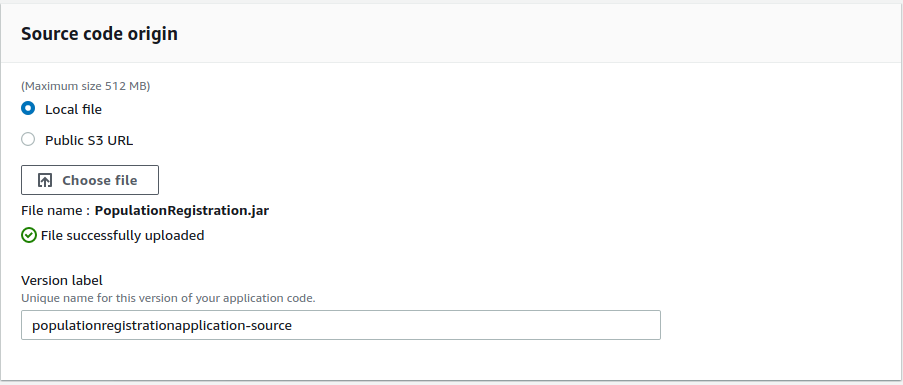 Source code origin
(Maximum size 512 MB)
Local file
Public S3 URL
Choose file
File name : PopulationRegistration.jar
File successfully uploaded
Version label
Unique name for this version of your application code.
populationregistrationapplication-source